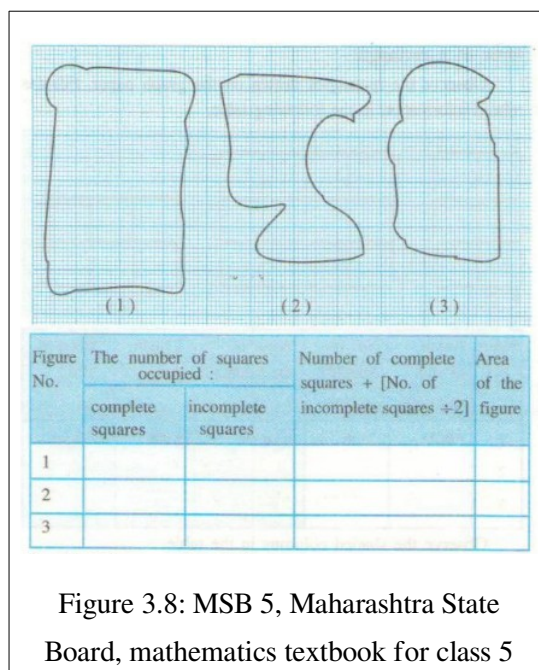 (1)
(2)
(3)
Figure The number of squares Number of complete Area
No. occupied : squares + [No. of of the
complete incomplete incomplete squares ÷2] figure
squares squares
1
2
3
Figure 3.8: MSB 5, Maharashtra State
Board, mathematics textbook for class 5